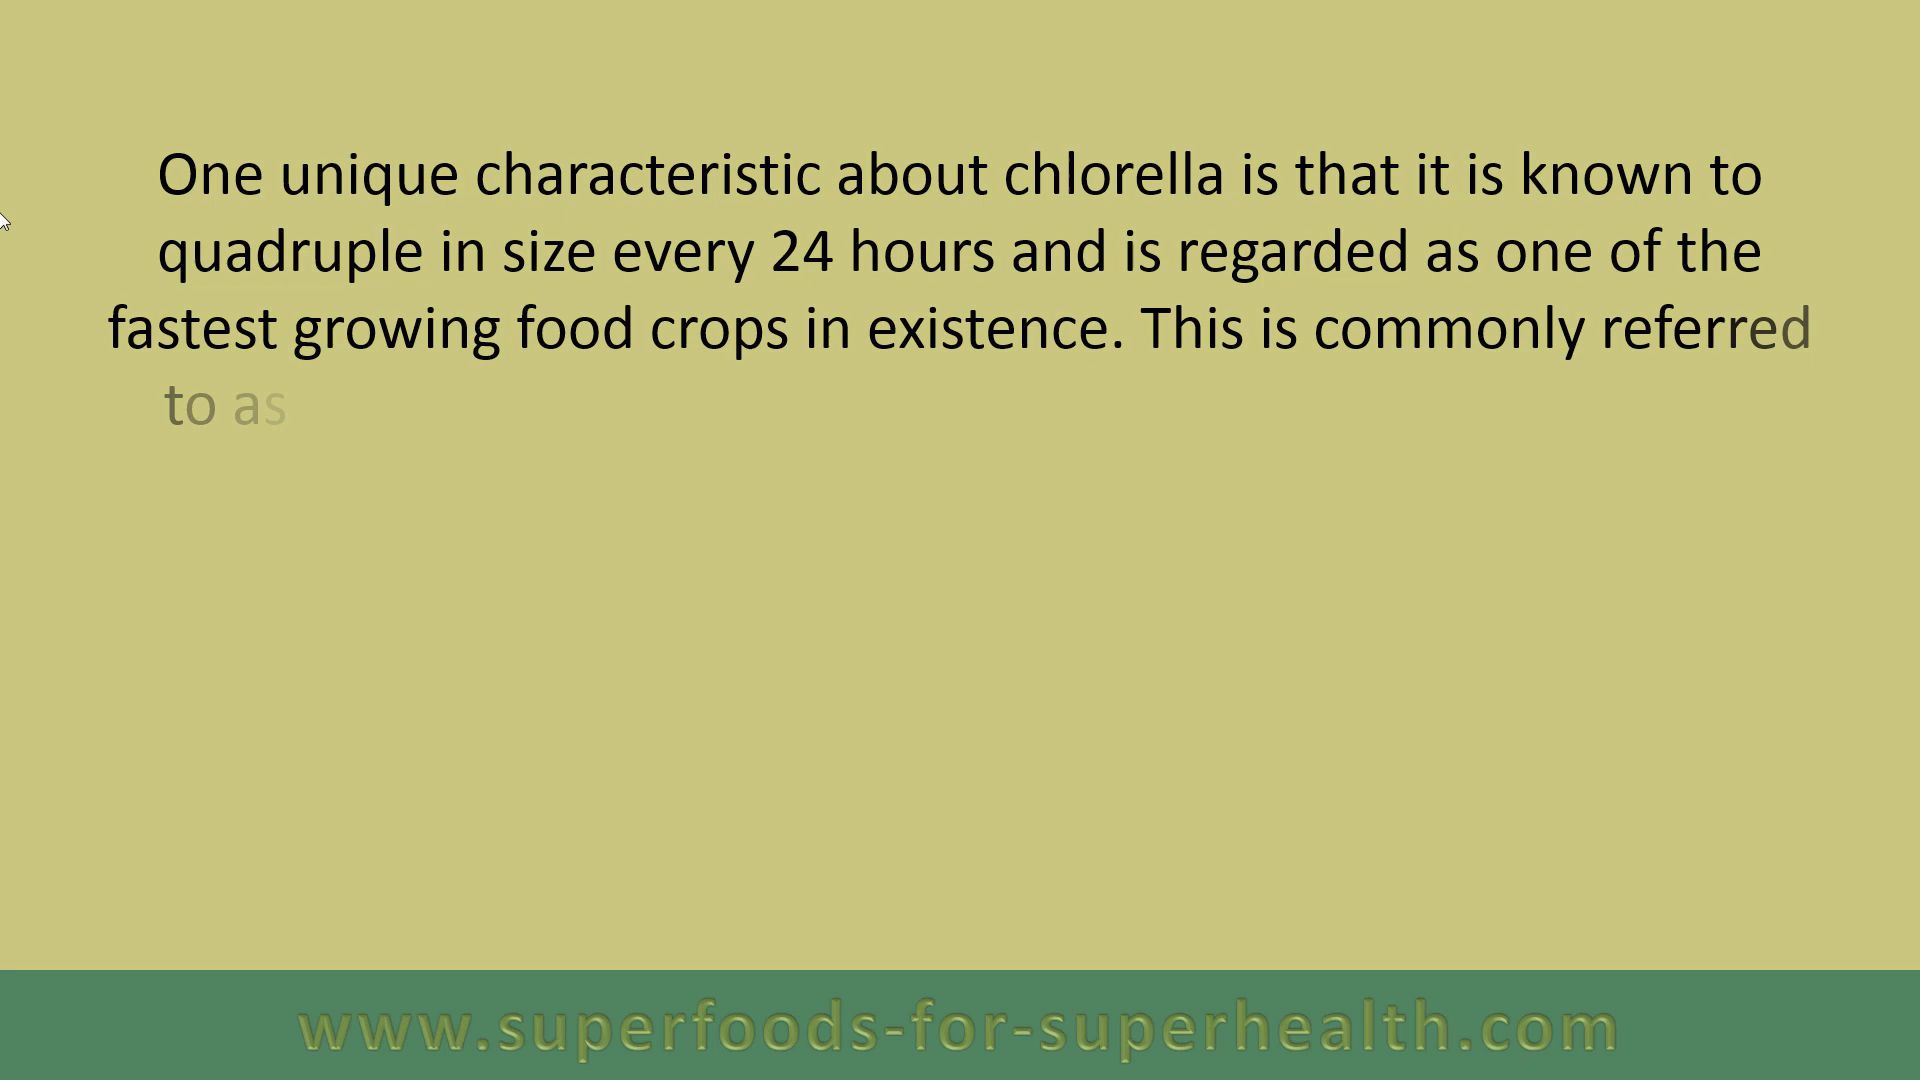 One unique characteristic about chlorella is that it is known to
quadruple in size every 24 hours and is regarded as one of the
fastest growing food crops in existence. This is commonly referred
to as
www.superfoods-for-superhealth.com